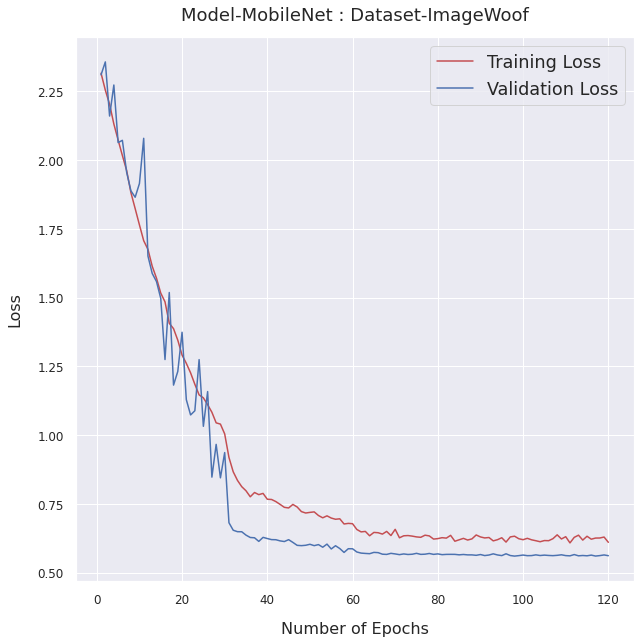 Model-MobileNet : Dataset-ImageWoof
Training Loss
Validation Loss
2.25
2.00
1.75
1.50
1.25
1.00
0.75
0.50
Loss
0 20 40 60 80 100 120
Number of Epochs